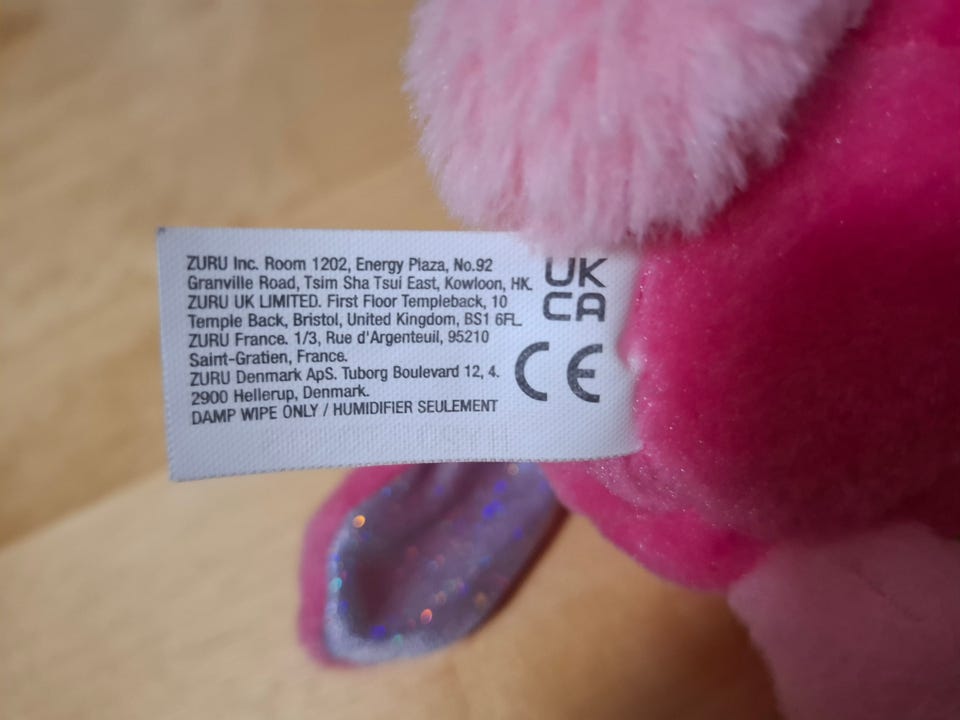 ZURU Inc. Room 1202, Energy Plaza, No.92
Granville Road, Tsim Sha Tsui East, Kowloon, HK.
ZURU UK LIMITED. First Floor Templeback, 10
Temple Back, Bristol, United Kingdom, BS1 6FL
ZURU France. 1/3, Rue d'Argenteuil, 95210
Saint-Gratien, France.
ZURU Denmark ApS. Tuborg Boulevard 12, 4.
2900 Hellerup, Denmark.
DAMP WIPE ONLY / HUMIDIFIER SEULEMENT
UK
CA
CE